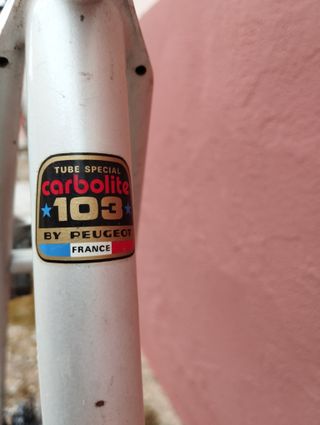 TUBE SPECIAL
carbolite
103
BY PEUGEOT
FRANCE